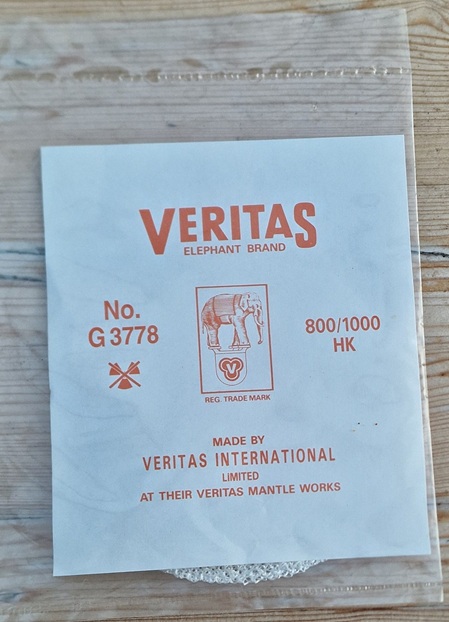 VERITAS
ELEPHANT BRAND
No.
G 3778
800/1000
HK
V
REG. TRADE MARK
MADE BY
VERITAS INTERNATIONAL
LIMITED
AT THEIR VERITAS MANTLE WORKS